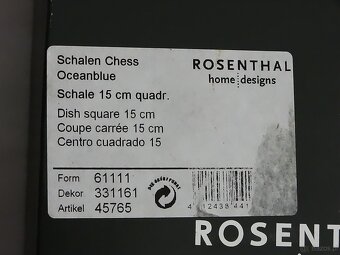 Schalen Chess
Oceanblue
ROSENTHAL
home designs
Schale 15 cm quadr.
Dish square 15 cm
Coupe carrée 15 cm
Centro cuadrado 15
Form 61111
Dekor 331161
Artikel 45765
ROSENT